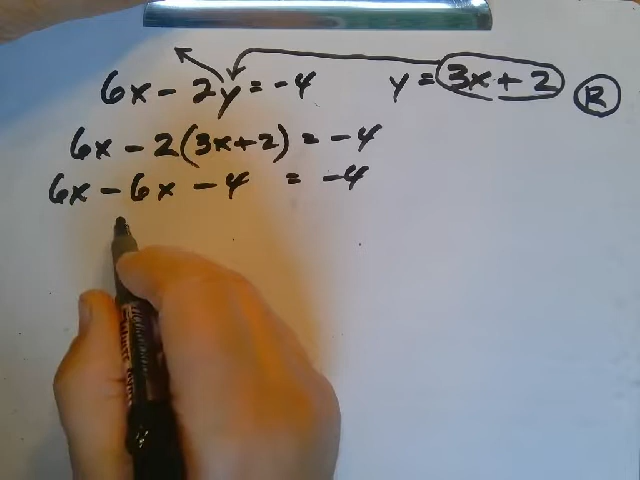 6x - 2y = -4 y = 3x + 2 R
6x - 2(3x+2) = -4
6x - 6x - 4 = -4